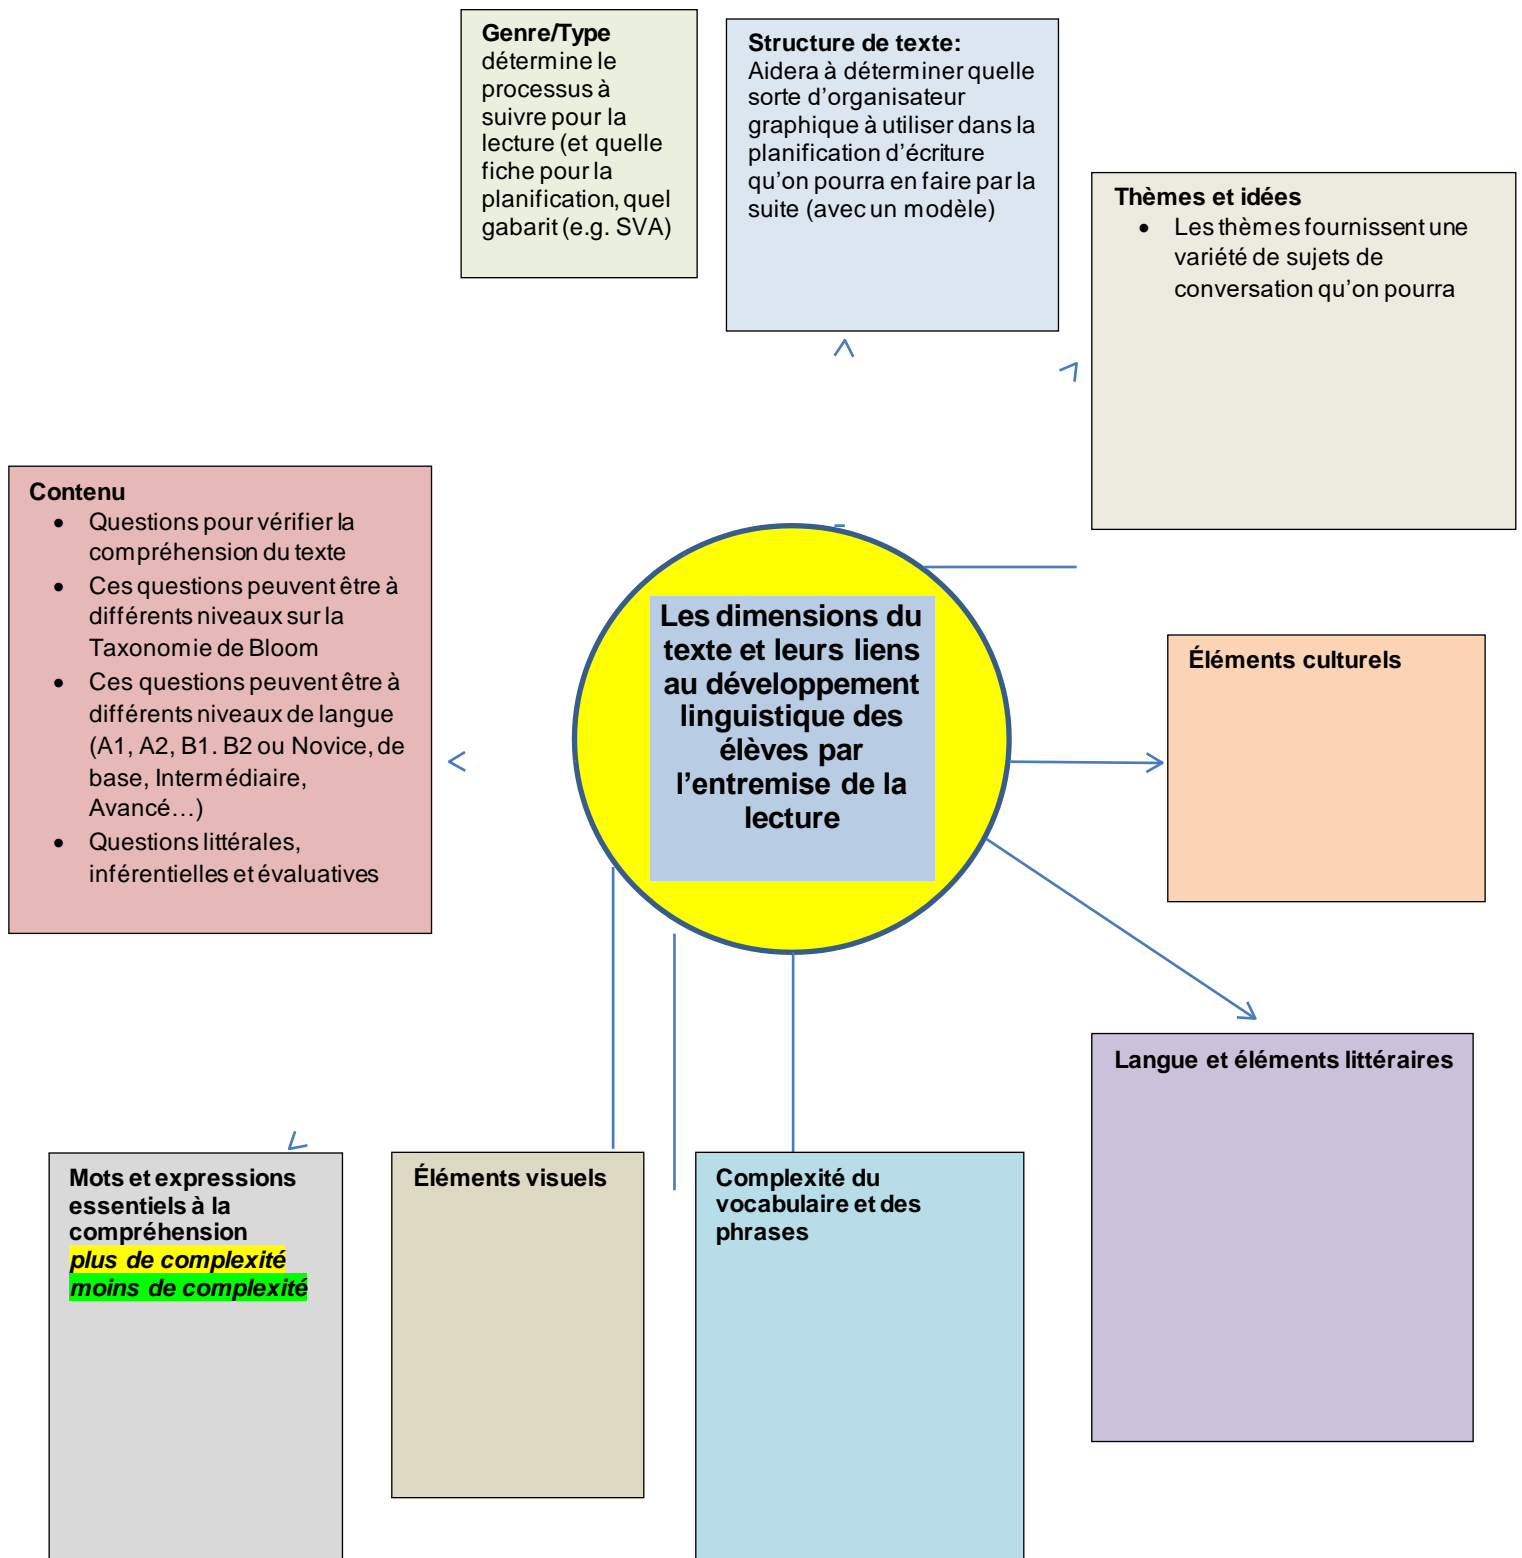 Genre/Type
détermine le
processus à
suivre pour la
lecture (et quelle
fiche pour la
planification, quel
gabarit (e.g. SVA)
Structure de texte:
Aidera à déterminer quelle
sorte d'organisateur
graphique à utiliser dans la
planification d'écriture
qu'on pourra en faire par la
suite (avec un modèle)
Thèmes et idées
• Les thèmes fournissent une
variété de sujets de
conversation qu'on pourra
Contenu
• Questions pour vérifier la
compréhension du texte
• Ces questions peuvent être à
différents niveaux sur la
Taxonomie de Bloom
• Ces questions peuvent être à
différents niveaux de langue
(A1, A2, B1. B2 ou Novice, de
base, Intermédiaire,
Avancé…)
• Questions littérales,
inférentielles et évaluatives
Les dimensions du
texte et leurs liens
au développement
linguistique des
élèves par
l'entremise de la
lecture
Éléments culturels
Langue et éléments littéraires
Mots et expressions
essentiels à la
compréhension
plus de complexité
moins de complexité
Éléments visuels
Complexité du
vocabulaire et des
phrases